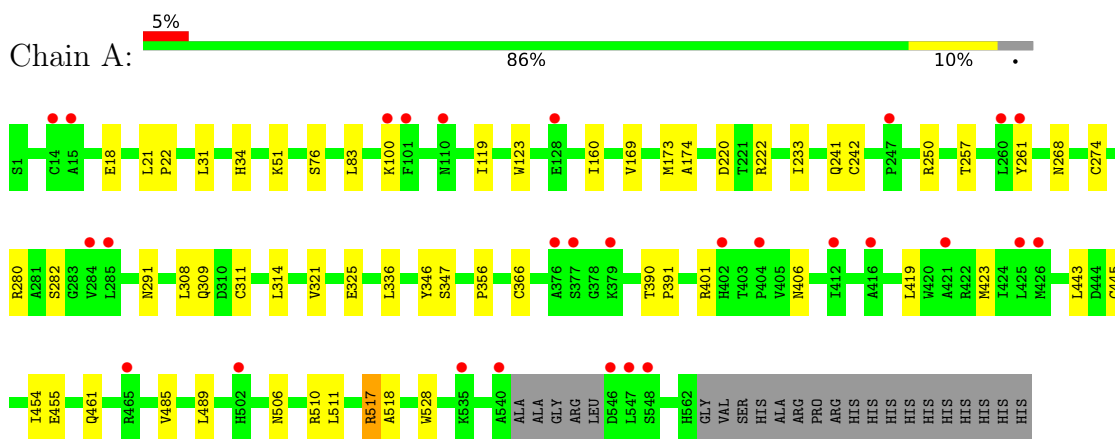 5%
Chain A:
86% 10% •
S1 C14 A15 E18 L21 P22 L31 H34 K51 S76 L83 K100 F101 N110 I119 W123 E128 I160 V169 M173 A174 D220 T221 R222 I233 Q241 C242 P247 R250 T257 L260 Y261 N268 C274
R280 A281 S282 G283 V284 L285 N291 L308 Q309 D310 C311 L314 V321 E325 L336 Y346 S347 P356 C366 A376 S377 G378 K379 T390 P391 R401 H402 T403 P404 V405 N406 I412 A416 L419 W420 A421 R422 M423 I424 L425 M426 L443 D444 C445
I454 E455 Q461 R465 V485 L489 H502 N506 R510 L511 R517 A518 W528 K535 A540 ALA ALA GLY ARG LEU D546 L547 S548 H562 GLY VAL SER HIS ALA ARG PRO ARG HIS HIS HIS HIS HIS HIS HIS HIS HIS HIS